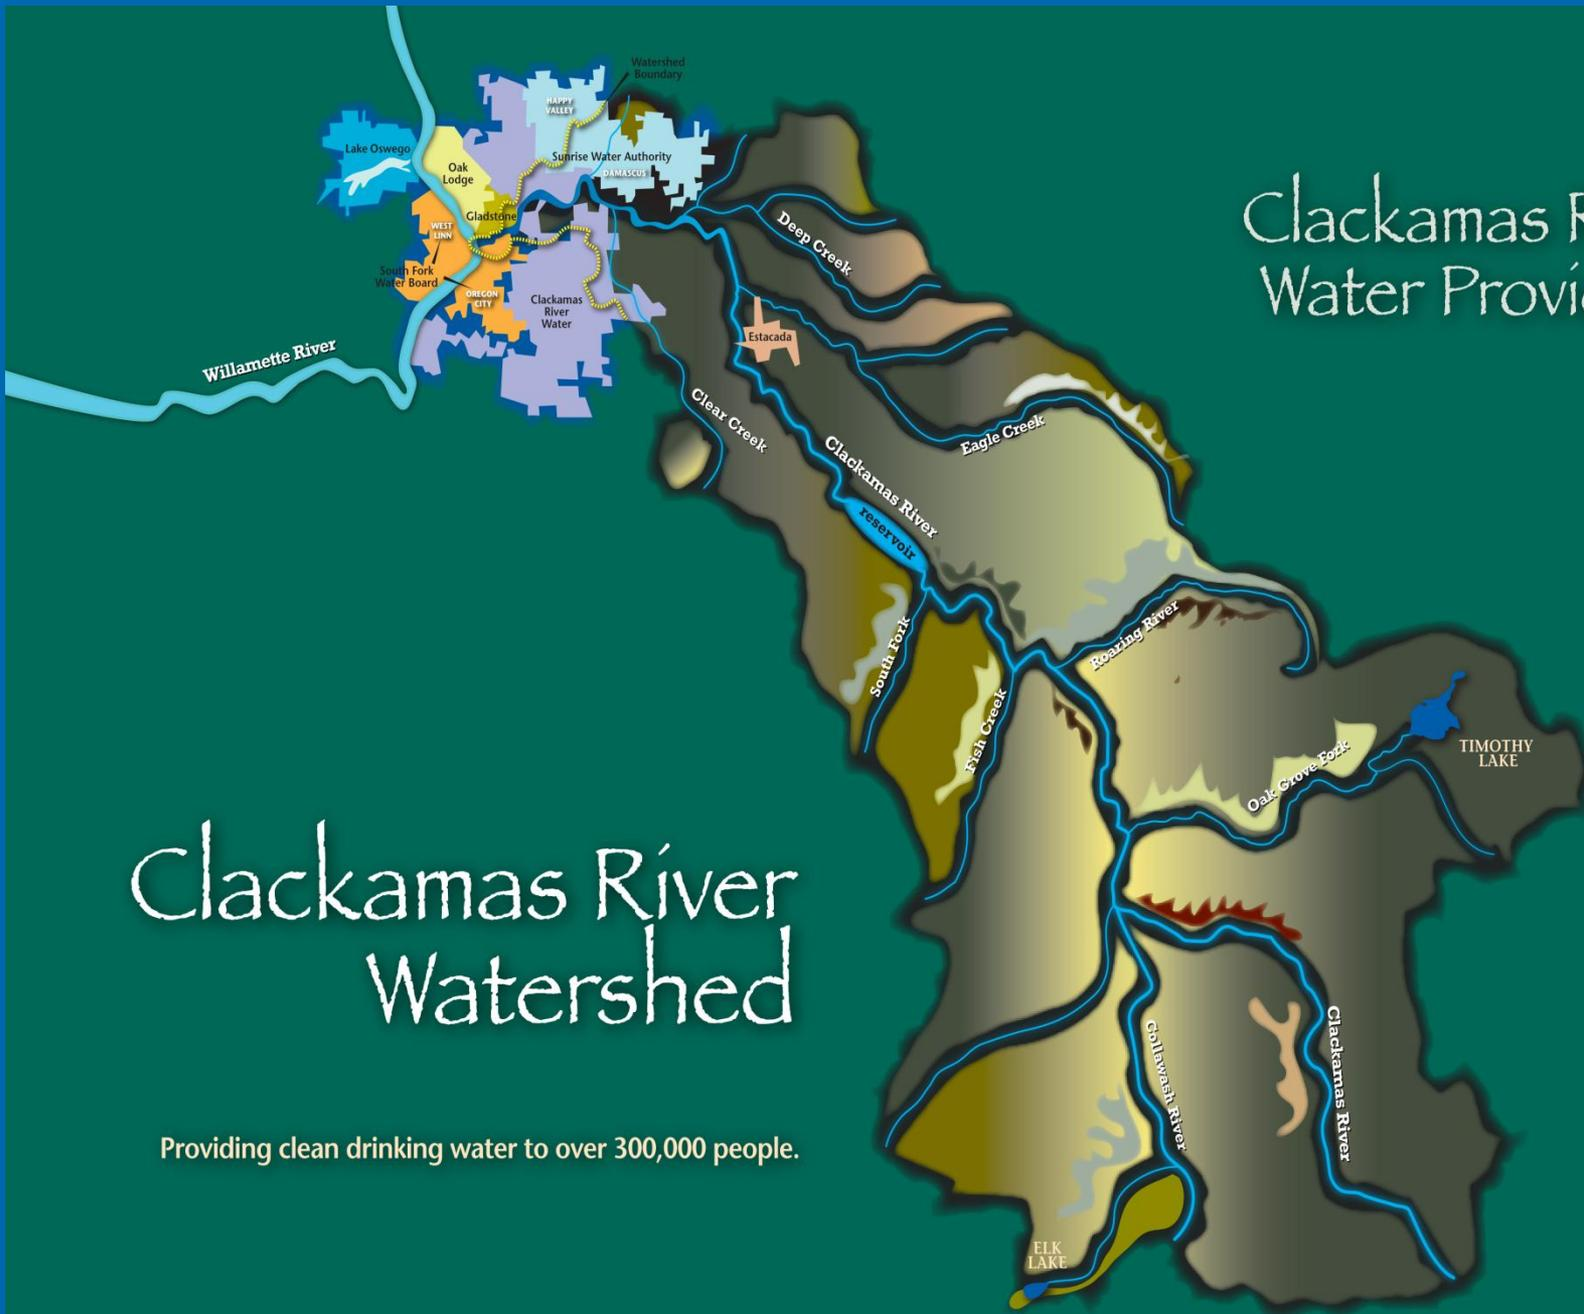 Watershed
Boundary
HAPPY
VALLEY
Lake Oswego
Oak
Lodge
Sunrise Water Authority
DAMASCUS
Gladstone
WEST
LINN
South Fork
Water Board
OREGON
CITY
Clackamas
River
Water
Willamette River
Deep Creek
Clackamas R
Water Provi
Estacada
Clear Creek
Eagle Creek
Clackamas River
reservoir
South Fork
Roaring River
Fish Creek
Oak Grove Fork
TIMOTHY
LAKE
Clackamas River
Watershed
Collawash River
Clackamas River
Providing clean drinking water to over 300,000 people.
ELK
LAKE